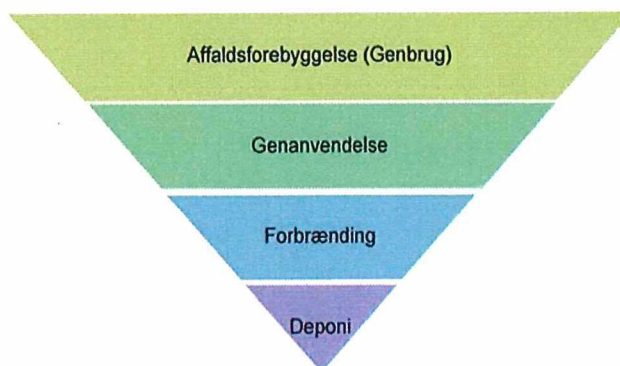 Affaldsforebyggelse (Genbrug)
Genanvendelse
Forbrænding
Deponi